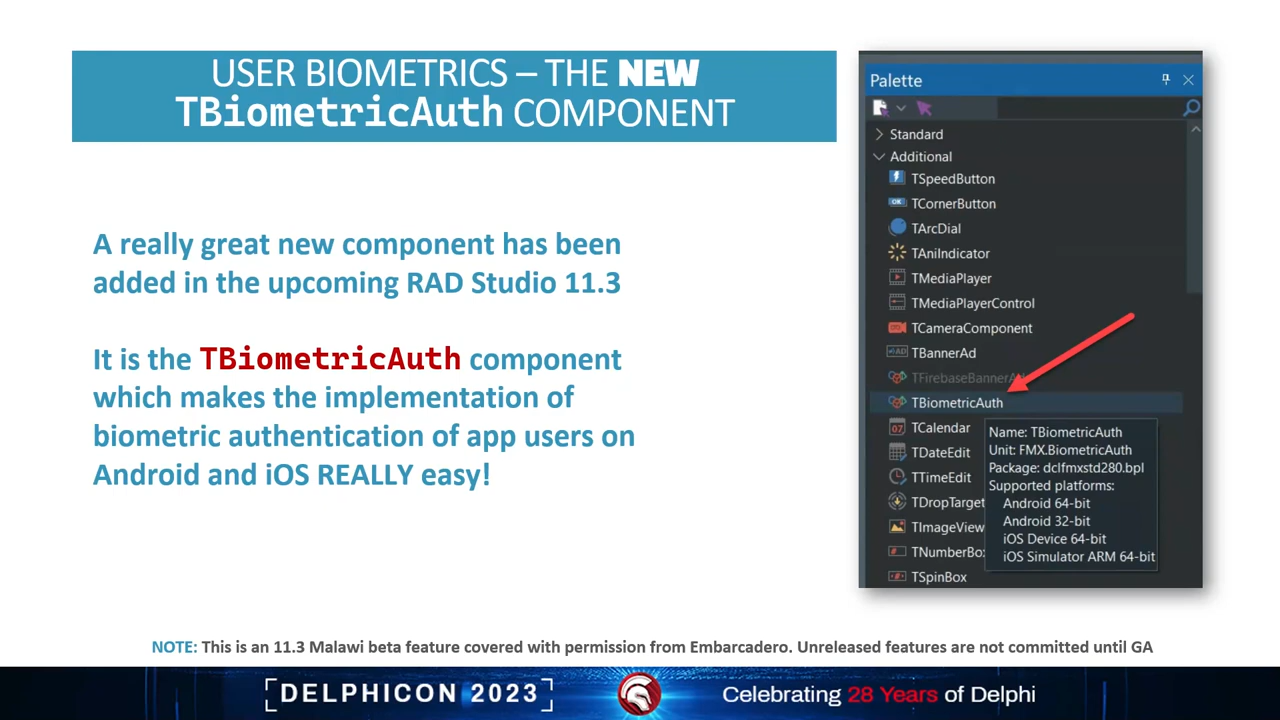 USER BIOMETRICS – THE NEW
TBiometricAuth COMPONENT
A really great new component has been
added in the upcoming RAD Studio 11.3
It is the TBiometricAuth component
which makes the implementation of
biometric authentication of app users on
Android and iOS REALLY easy!
Palette
Standard
Additional
TSpeedButton
OK
TCornerButton
TArcDial
TAniIndicator
TMediaPlayer
TMediaPlayerControl
TCameraComponent
AD
TBannerAd
TBiometricAuth
07
TCalendar
TDateEdit
TTimeEdit
TDropTarget
TImageView
TNumberBo
TSpinBox
Name: TBiometricAuth
Unit: FMX.BiometricAuth
Package: dclfmxstd280.bpl
Supported platforms:
Android 64-bit
Android 32-bit
iOS Device 64-bit
iOS Simulator ARM 64-bit
NOTE: This is an 11.3 Malawi beta feature covered with permission from Embarcadero. Unreleased features are not committed until GA
[DELPHICON 2023]
Celebrating 28 Years of Delphi